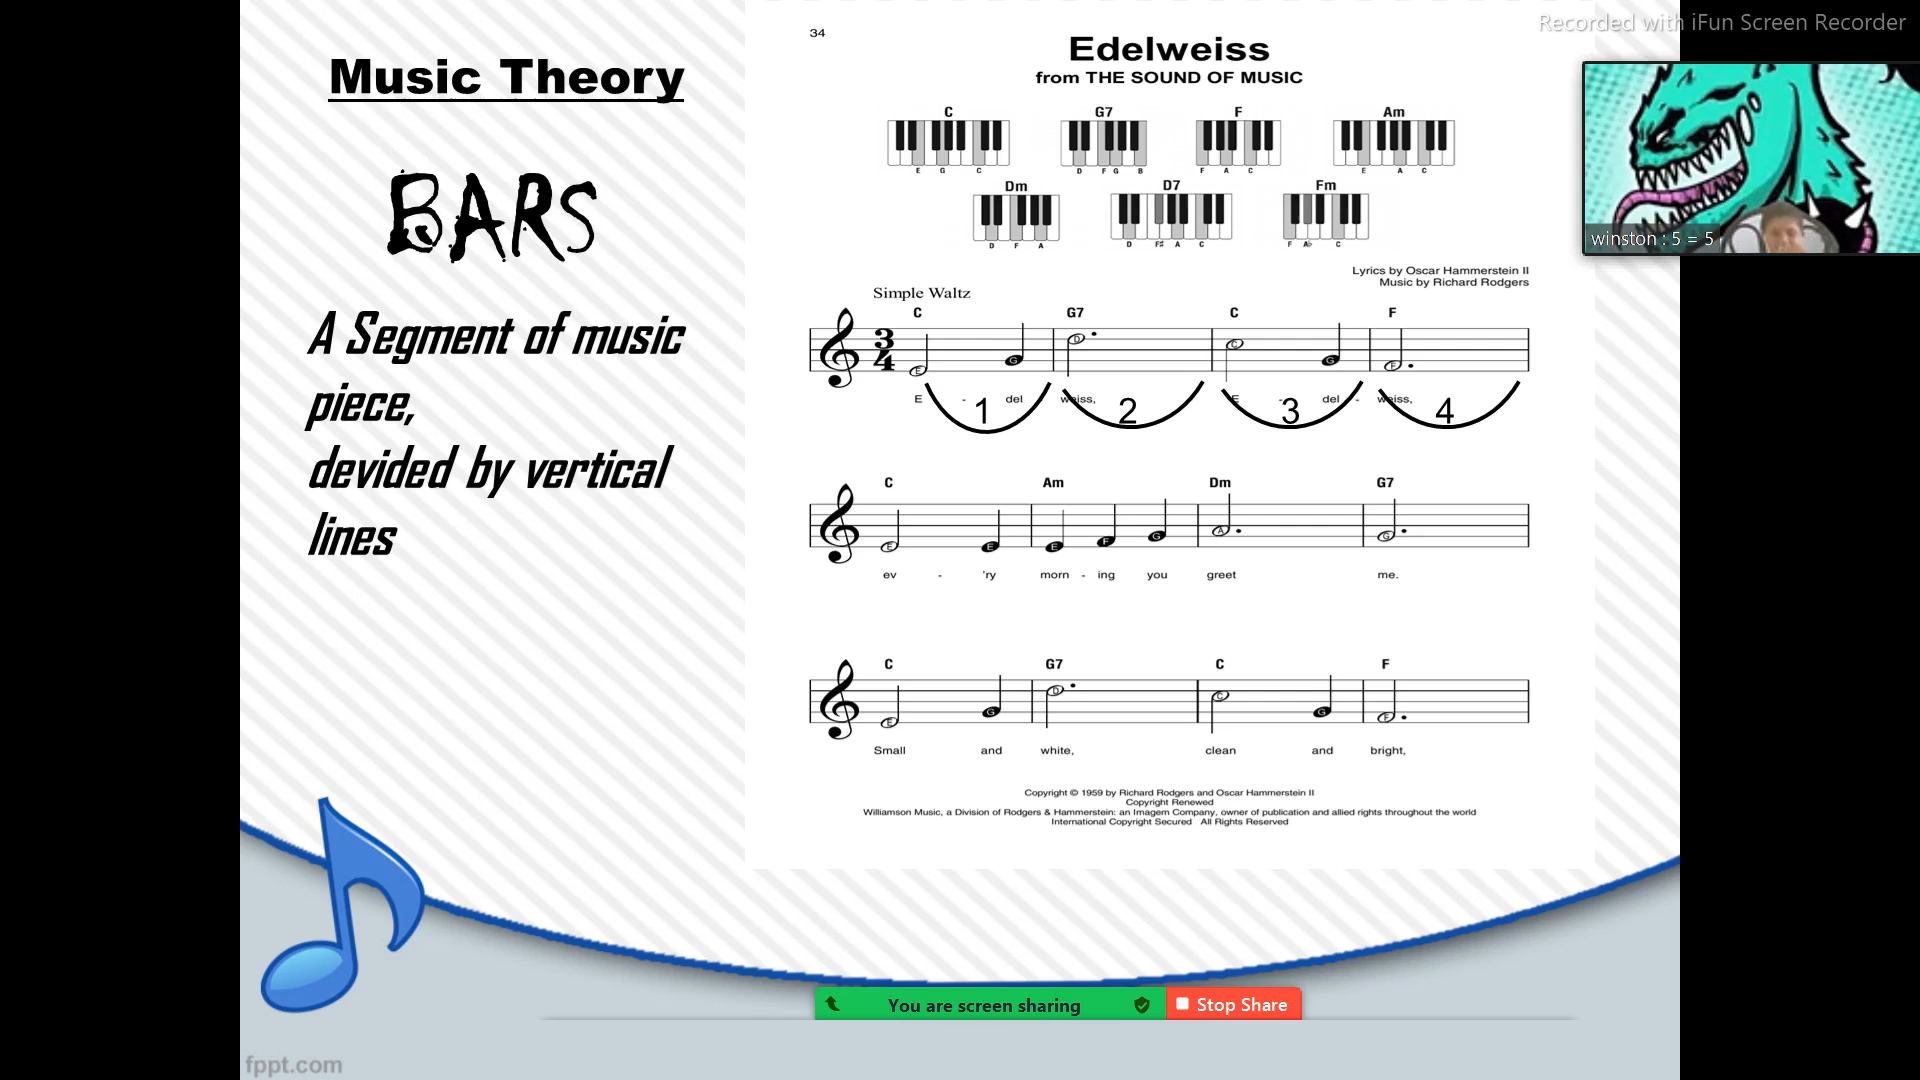 Recorded with iFun Screen Recorder
Music Theory
BARS
A Segment of music
piece,
devided by vertical
lines
34
Edelweiss
from THE SOUND OF MUSIC
C G7 F Am
E G C D F G B F A C E A C
Dm D7 Fm
D F A D F♯ A C F A♭ C
Lyrics by Oscar Hammerstein II
Music by Richard Rodgers
Simple Waltz
C G7 C F
3
4
E G D C G F
E - del weiss, E - del - weiss,
1 2 3 4
C Am Dm G7
E E E F G A G
ev - 'ry morn - ing you greet me.
C G7 C F
E G D C G F
Small and white, clean and bright,
Copyright © 1959 by Richard Rodgers and Oscar Hammerstein II
Copyright Renewed
Williamson Music, a Division of Rodgers & Hammerstein: an Imagem Company, owner of publication and allied rights throughout the world
International Copyright Secured All Rights Reserved
winston : 5 = 5
You are screen sharing
Stop Share
fppt.com